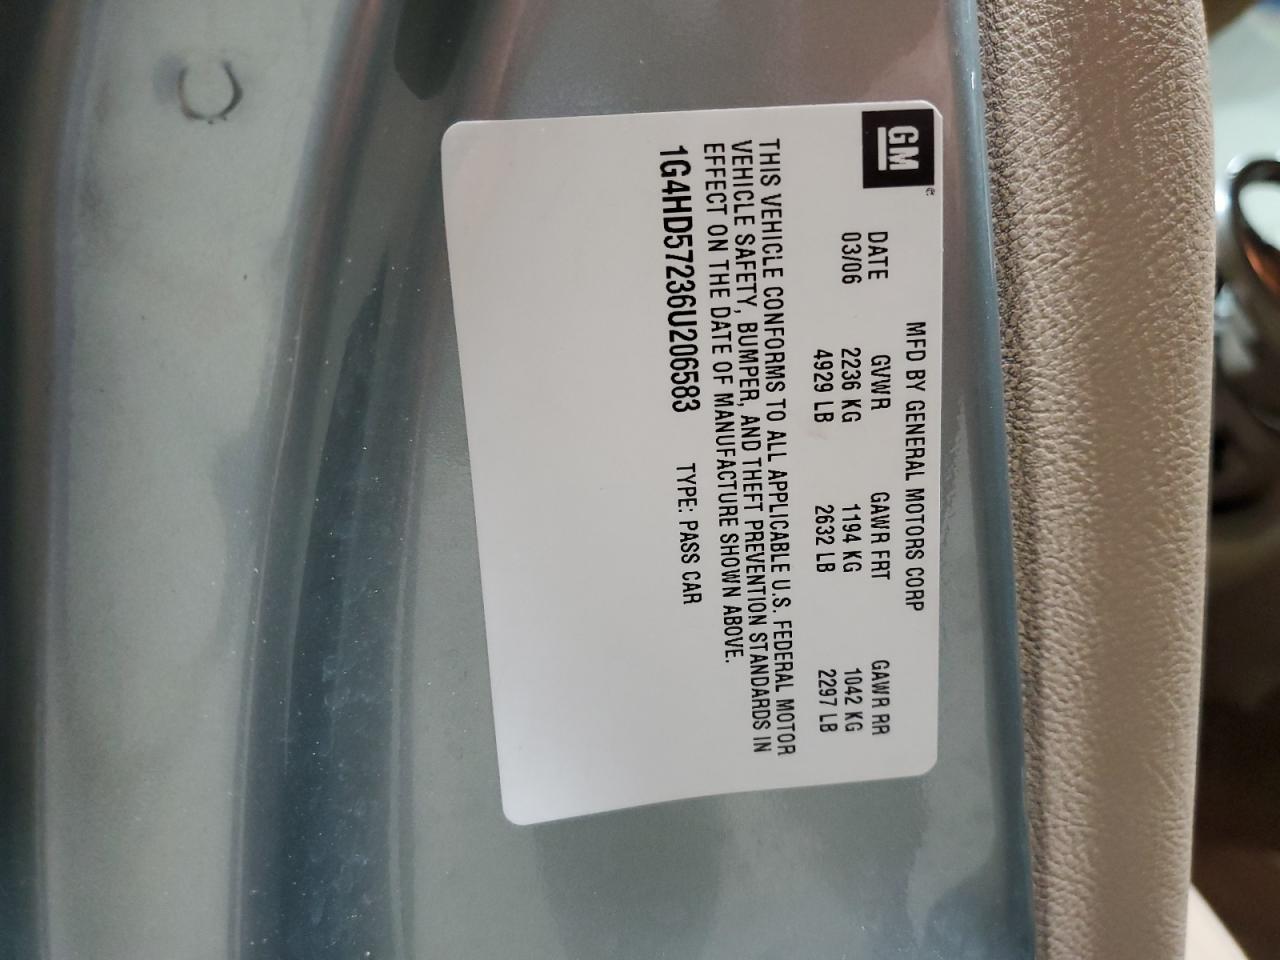 GM
MFD BY GENERAL MOTORS CORP
DATE GVWR GAWR FRT GAWR RR
03/06 2236 KG 1194 KG 1042 KG
4929 LB 2632 LB 2297 LB
THIS VEHICLE CONFORMS TO ALL APPLICABLE U.S. FEDERAL MOTOR
VEHICLE SAFETY, BUMPER, AND THEFT PREVENTION STANDARDS IN
EFFECT ON THE DATE OF MANUFACTURE SHOWN ABOVE.
1G4HD57236U206583 TYPE: PASS CAR